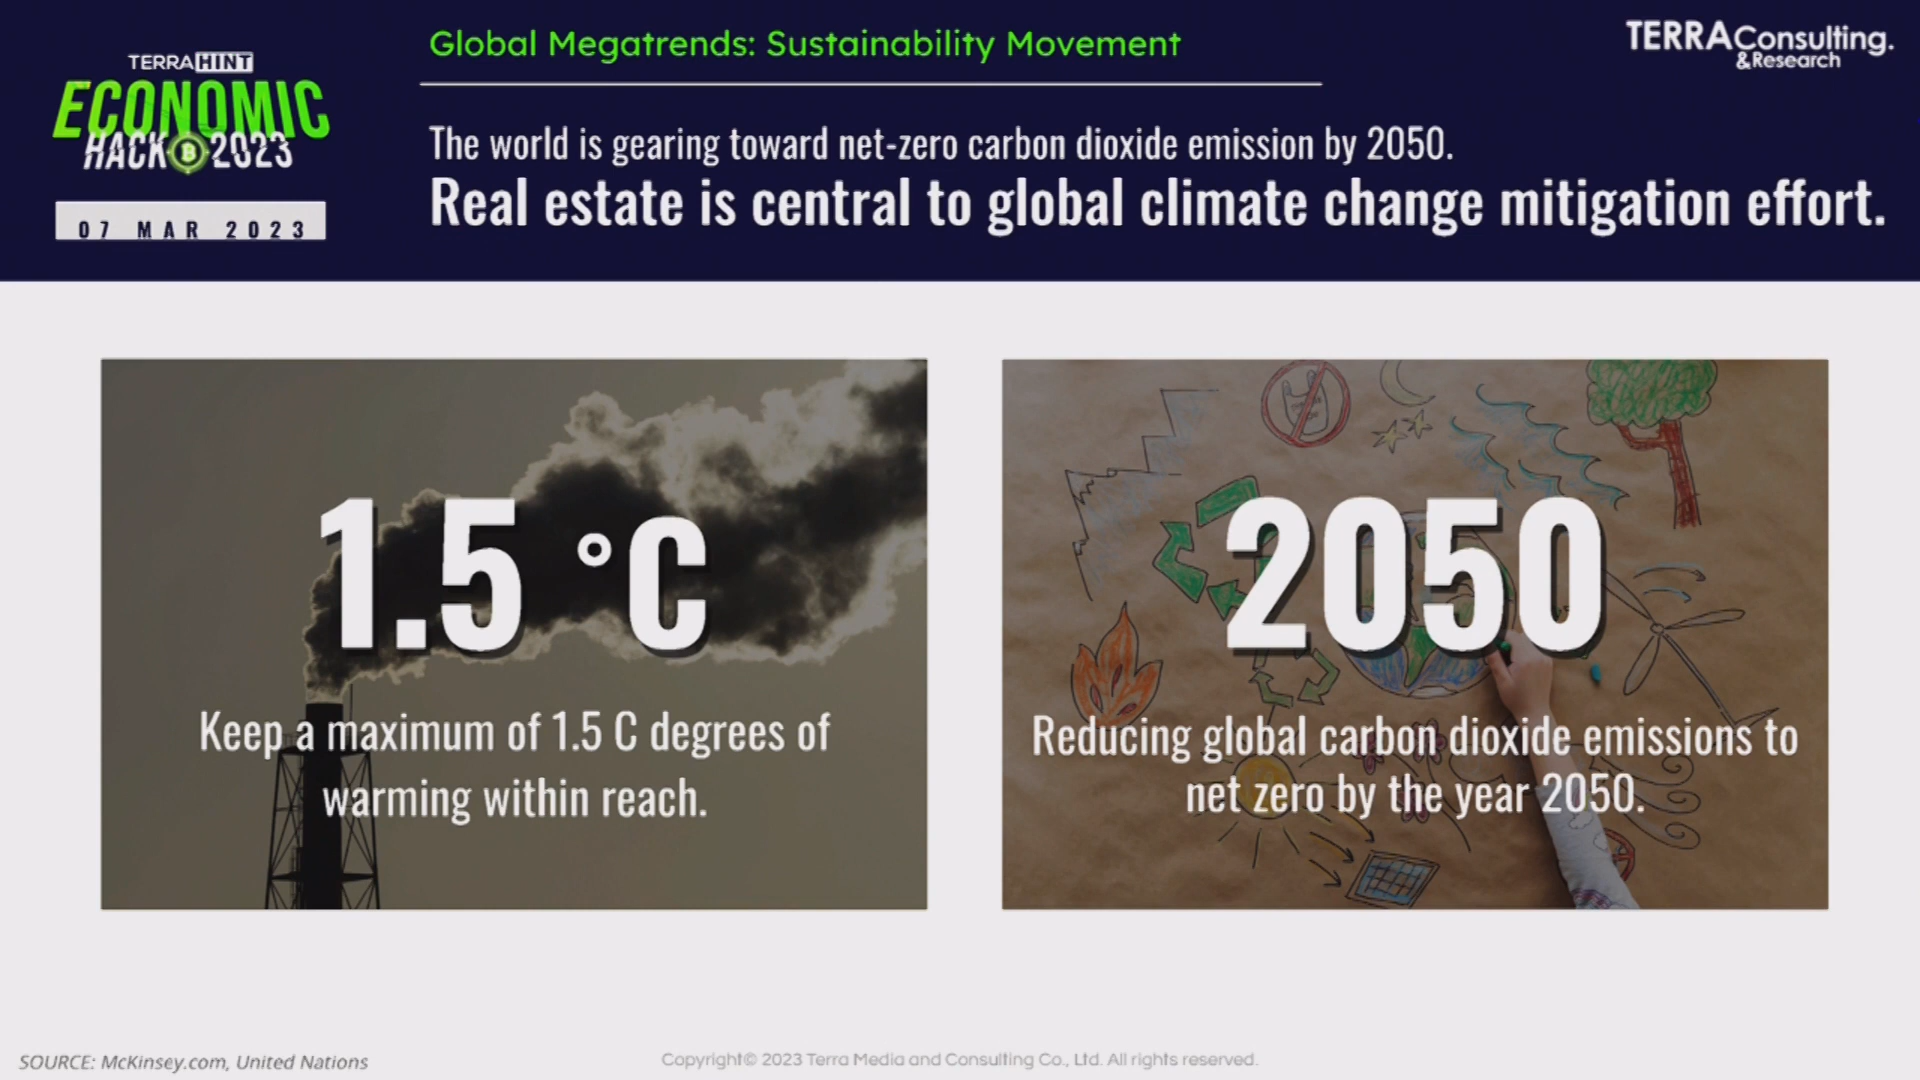 Global Megatrends: Sustainability Movement
TERRAConsulting.
&Research
TERRAHINT
ECONOMIC
HACK 2023
07 MAR 2023
The world is gearing toward net-zero carbon dioxide emission by 2050.
Real estate is central to global climate change mitigation effort.
1.5 °C
Keep a maximum of 1.5 C degrees of
warming within reach.
2050
Reducing global carbon dioxide emissions to
net zero by the year 2050.
SOURCE: McKinsey.com, United Nations
Copyright© 2023 Terra Media and Consulting Co., Ltd. All rights reserved.